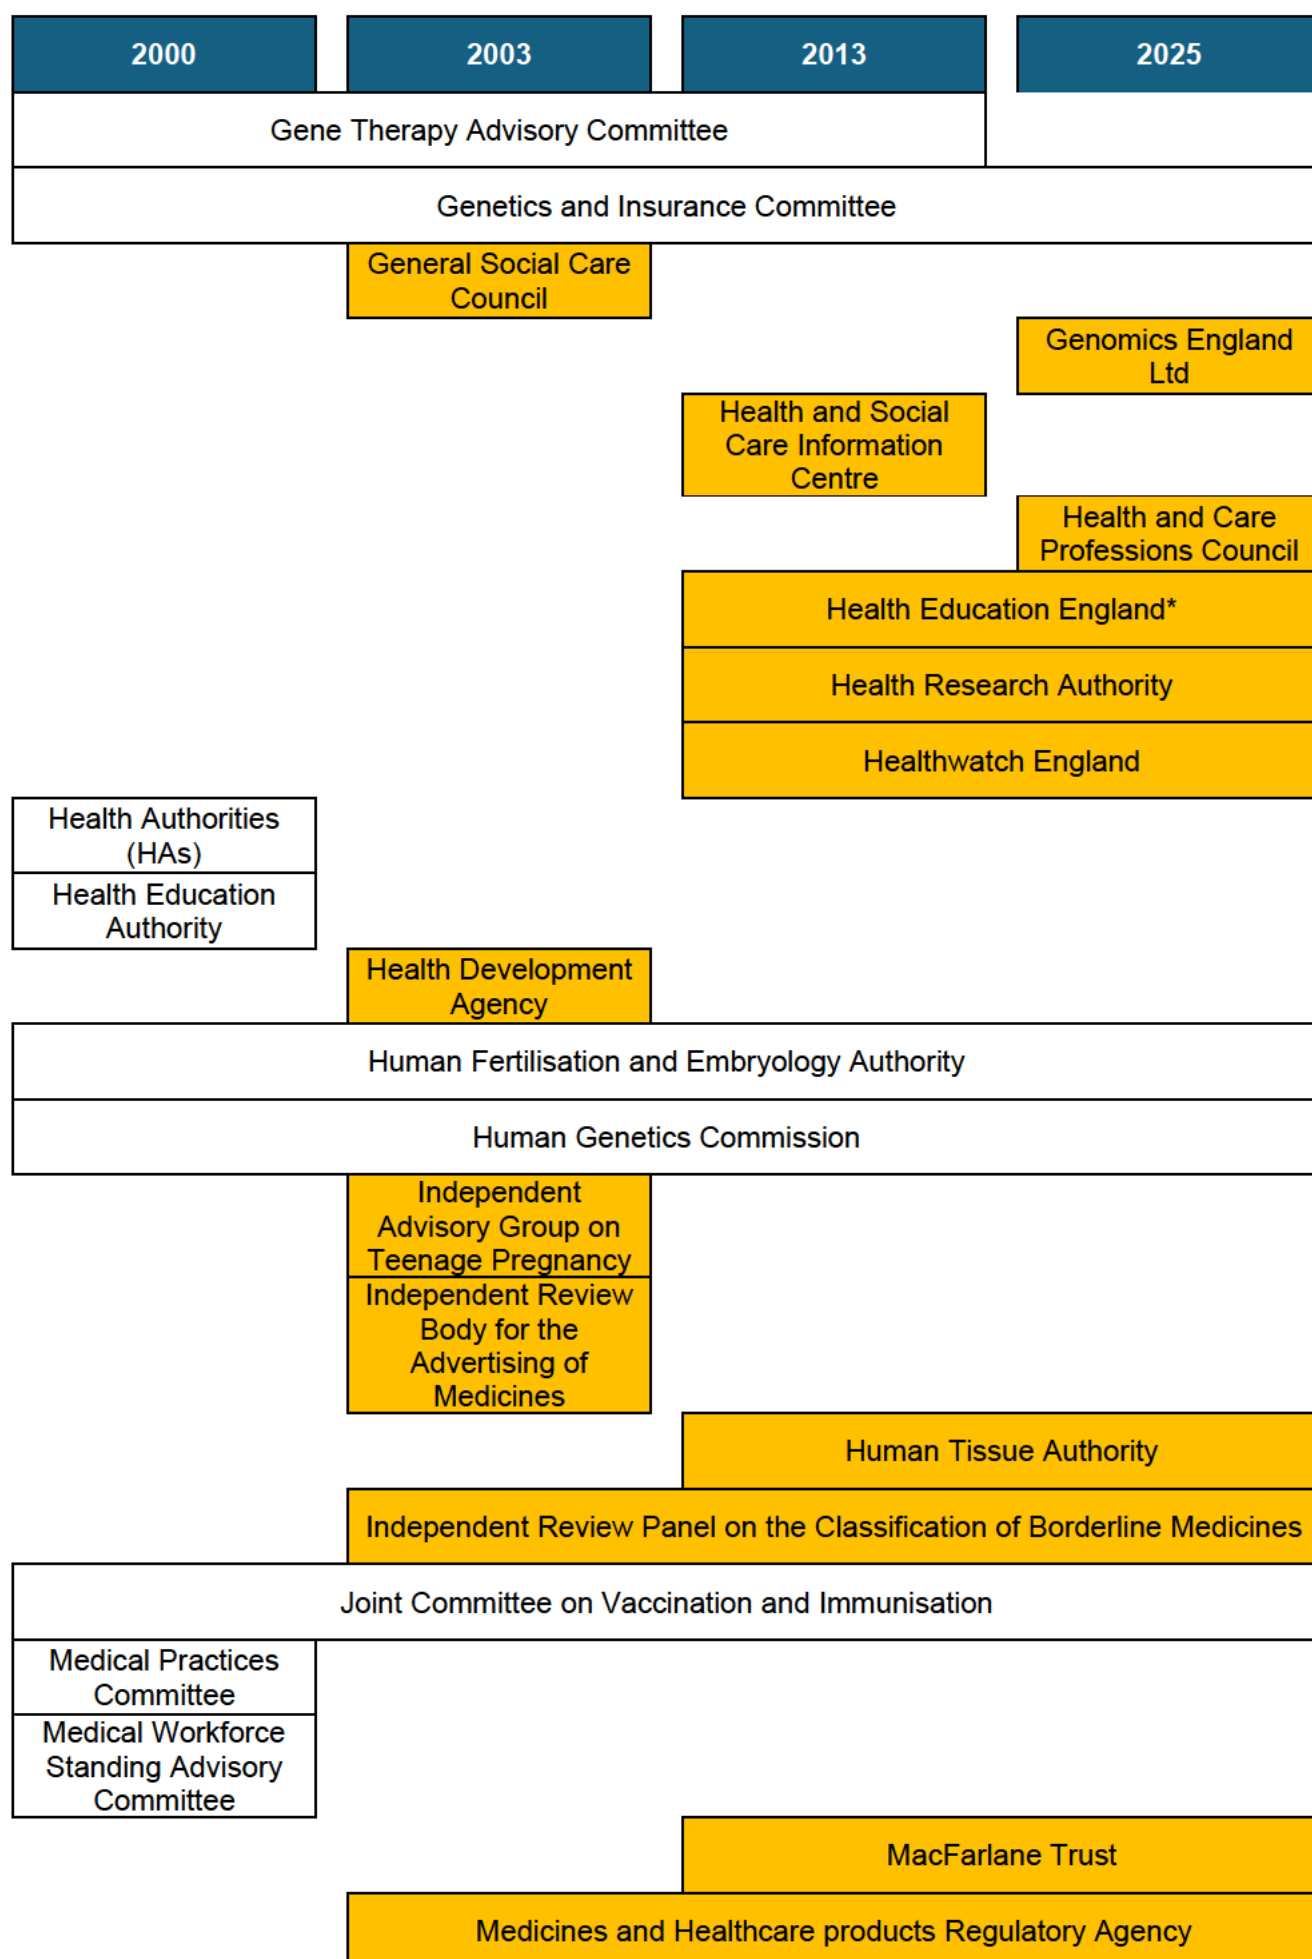 2000
2003
2013
2025
Gene Therapy Advisory Committee
Genetics and Insurance Committee
General Social Care
Council
Genomics England
Ltd
Health and Social
Care Information
Centre
Health and Care
Professions Council
Health Education England*
Health Research Authority
Healthwatch England
Health Authorities
(HAs)
Health Education
Authority
Health Development
Agency
Human Fertilisation and Embryology Authority
Human Genetics Commission
Independent
Advisory Group on
Teenage Pregnancy
Independent Review
Body for the
Advertising of
Medicines
Human Tissue Authority
Independent Review Panel on the Classification of Borderline Medicines
Joint Committee on Vaccination and Immunisation
Medical Practices
Committee
Medical Workforce
Standing Advisory
Committee
MacFarlane Trust
Medicines and Healthcare products Regulatory Agency